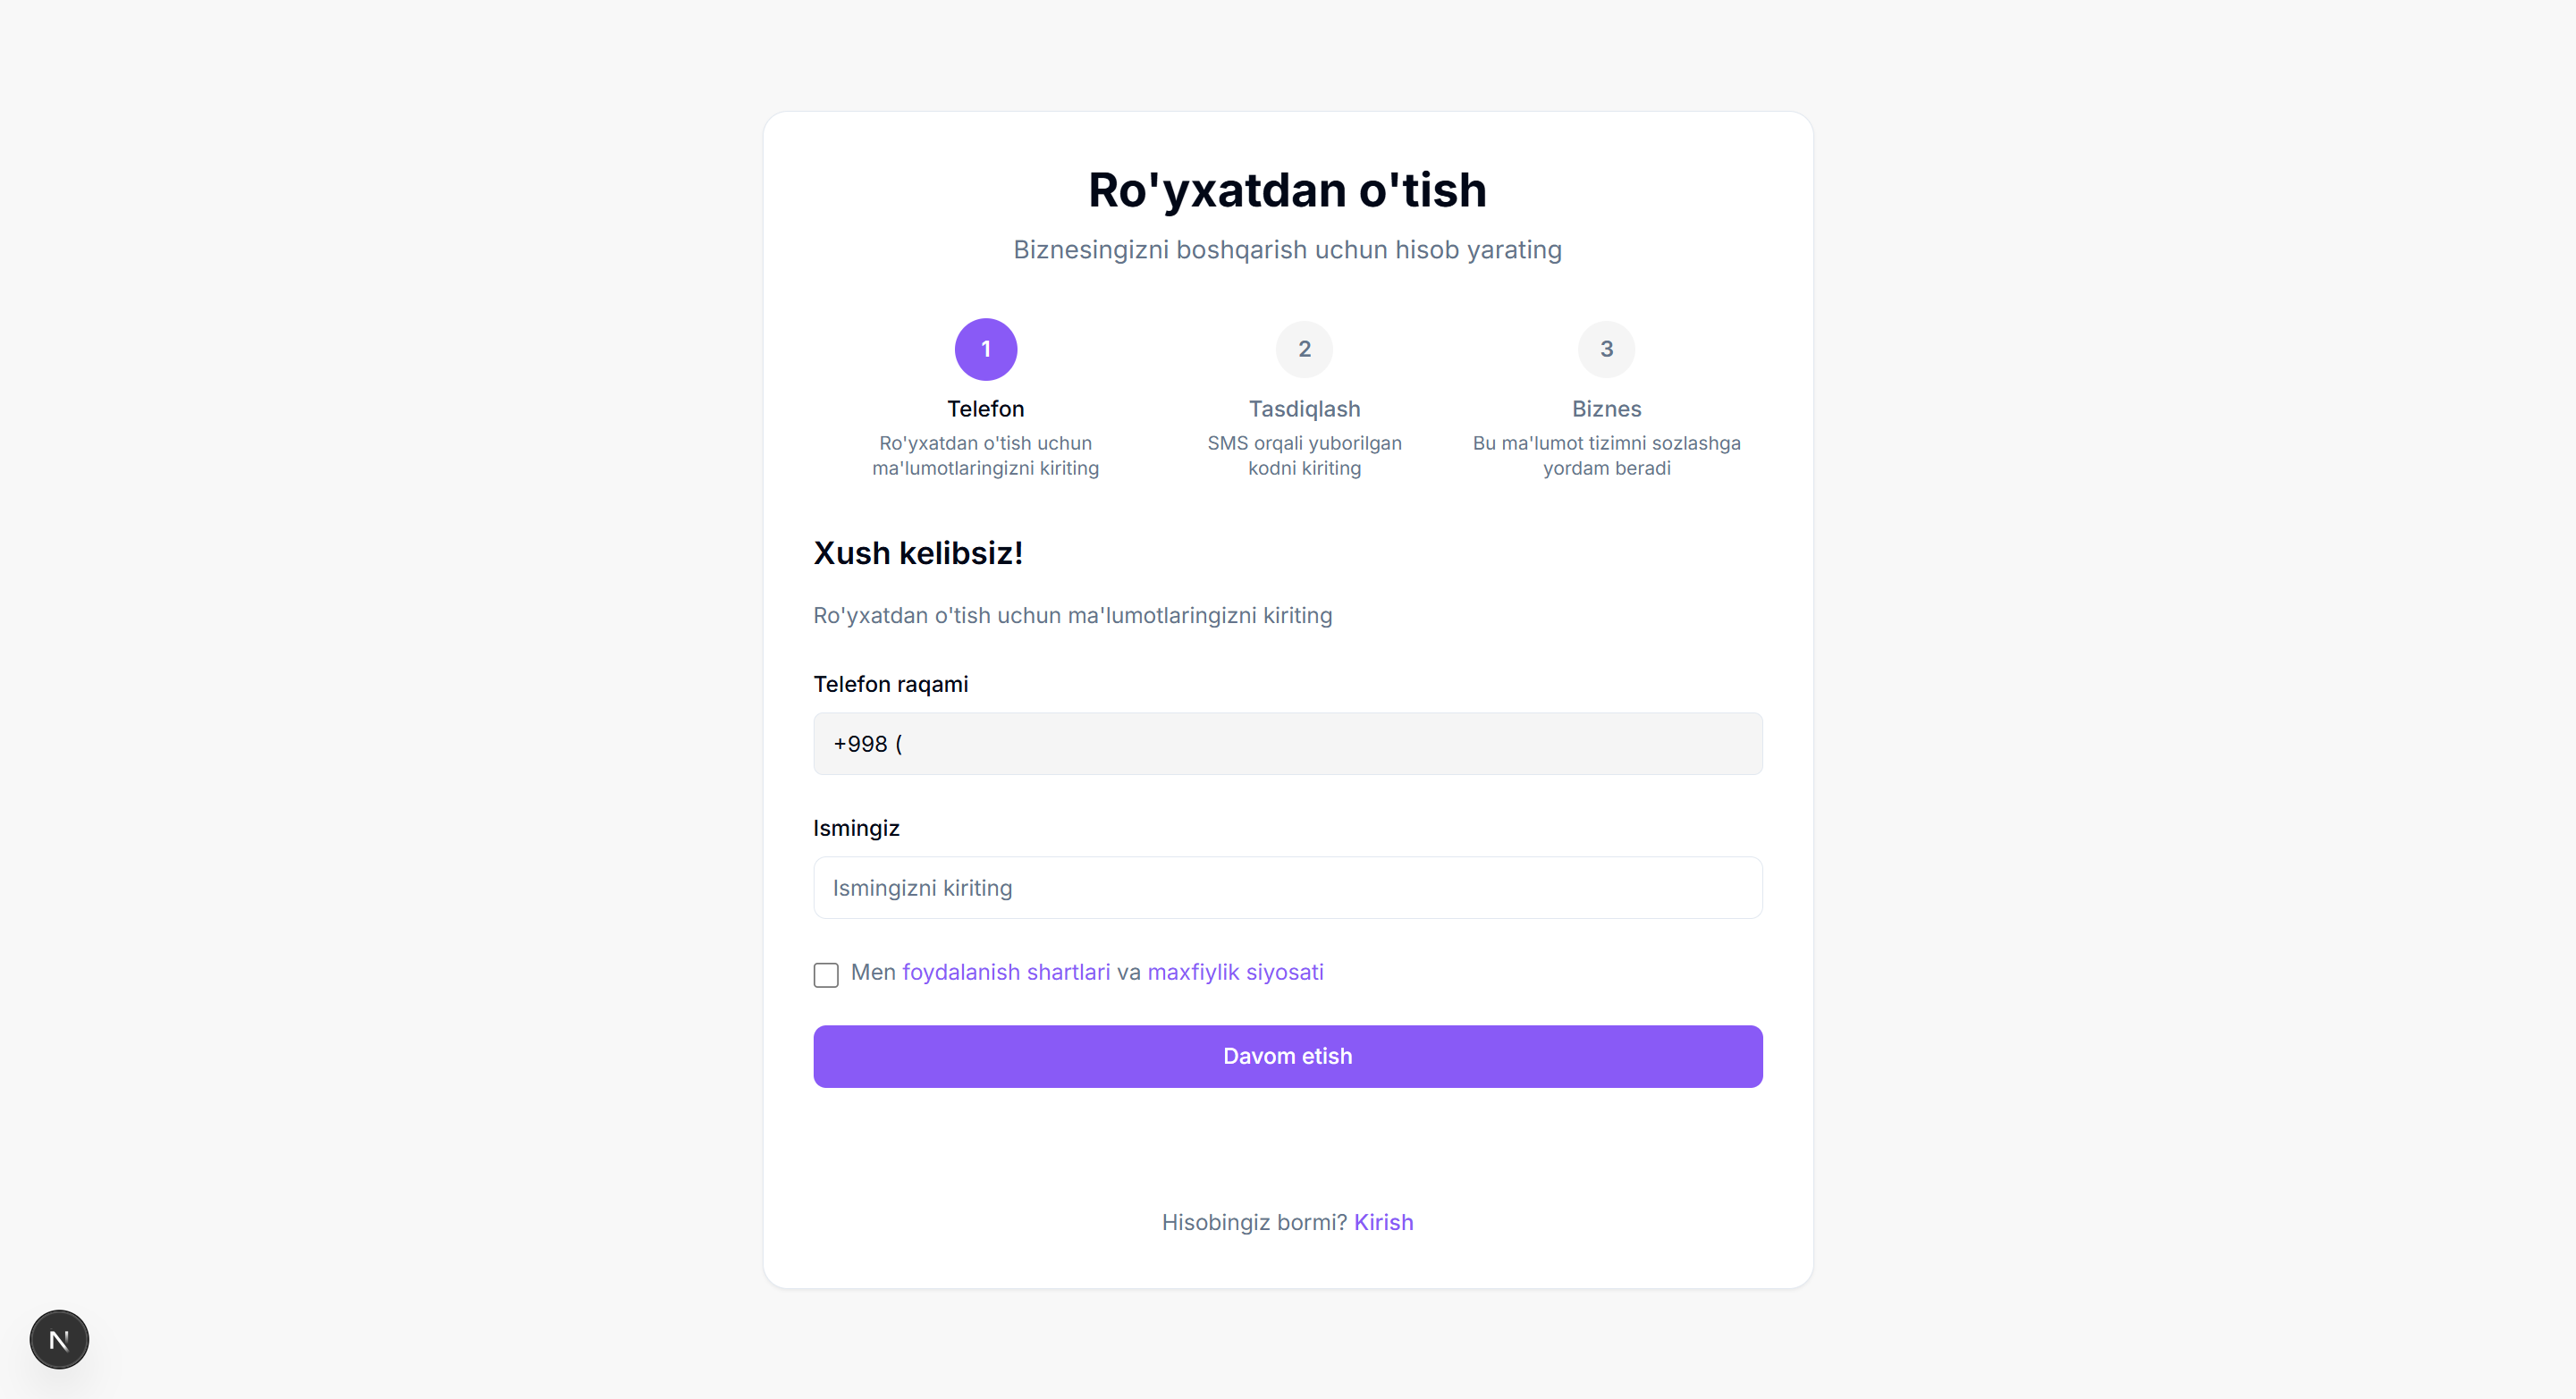 Ro'yxatdan o'tish
Biznesingizni boshqarish uchun hisob yarating
1
2
3
Telefon
Tasdiqlash
Biznes
Ro'yxatdan o'tish uchun
ma'lumotlaringizni kiriting
SMS orqali yuborilgan
kodni kiriting
Bu ma'lumot tizimni sozlashga
yordam beradi
Xush kelibsiz!
Ro'yxatdan o'tish uchun ma'lumotlaringizni kiriting
Telefon raqami
+998 (
Ismingiz
Ismingizni kiriting
Men foydalanish shartlari va maxfiylik siyosati
Davom etish
Hisobingiz bormi? Kirish
N